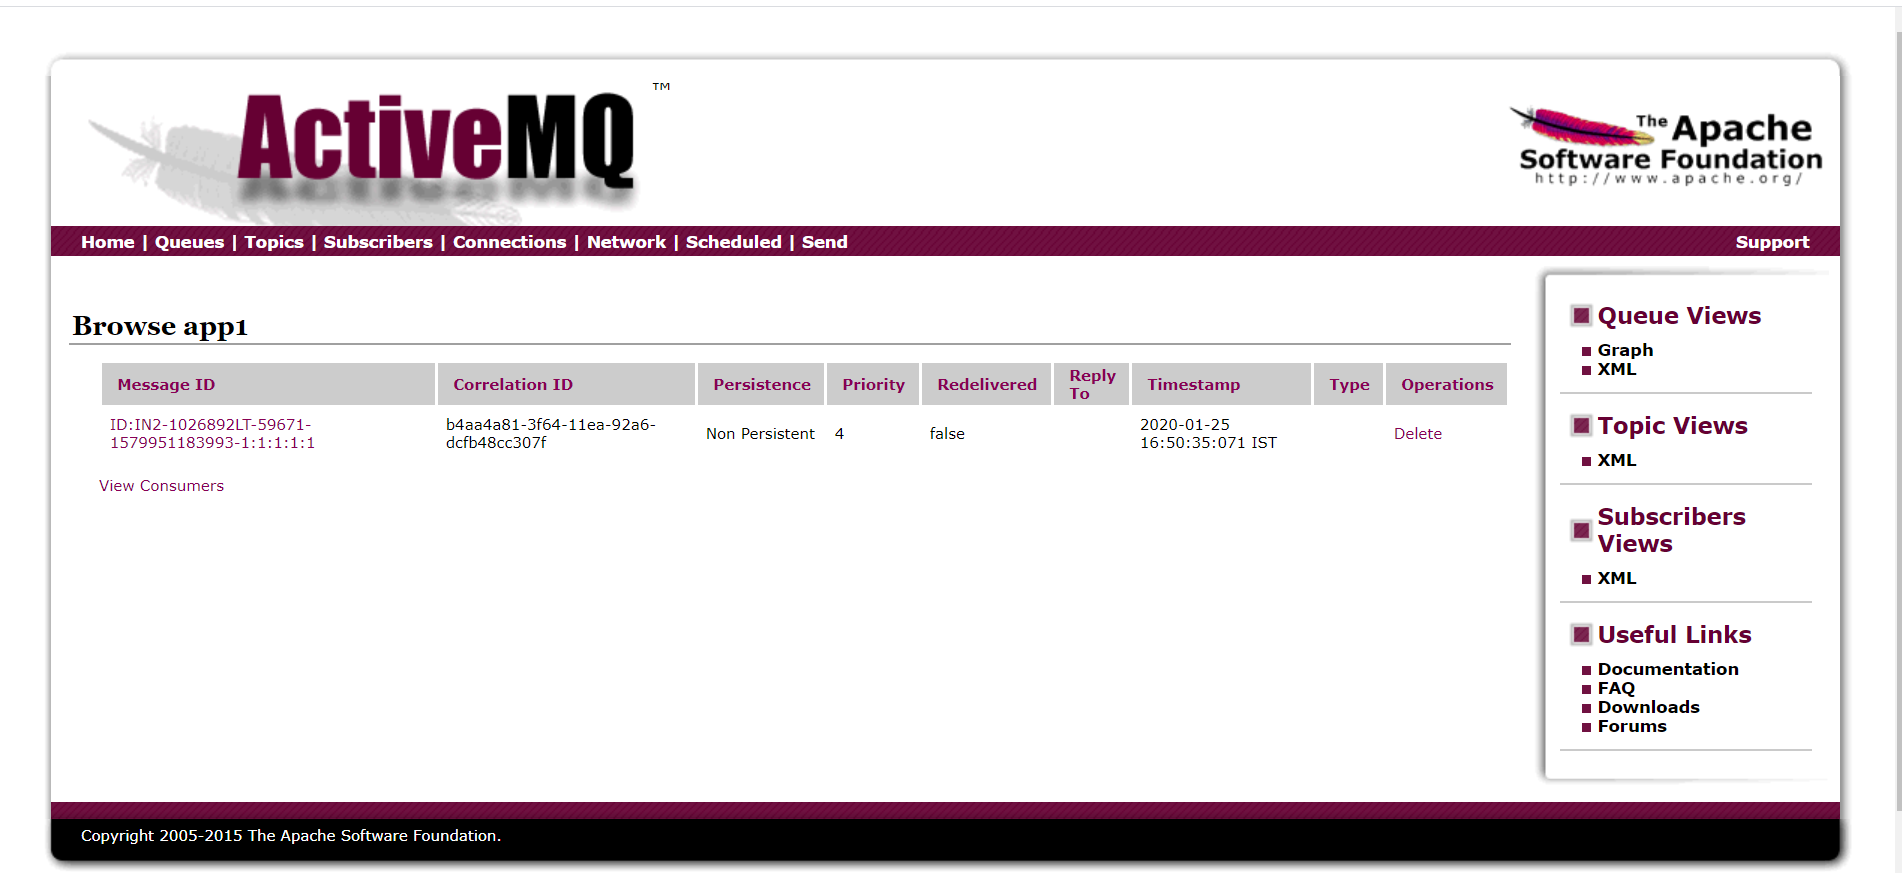 ActiveMQ ™
The Apache
Software Foundation
http://www.apache.org/
Home | Queues | Topics | Subscribers | Connections | Network | Scheduled | Send
Support
Browse app1
Message ID Correlation ID Persistence Priority Redelivered Reply To Timestamp Type Operations
ID:IN2-1026892LT-59671-
1579951183993-1:1:1:1:1
b4aa4a81-3f64-11ea-92a6-
dcfb48cc307f
Non Persistent 4 false
2020-01-25
16:50:35:071 IST
Delete
View Consumers
Queue Views
Graph
XML
Topic Views
XML
Subscribers
Views
XML
Useful Links
Documentation
FAQ
Downloads
Forums
Copyright 2005-2015 The Apache Software Foundation.